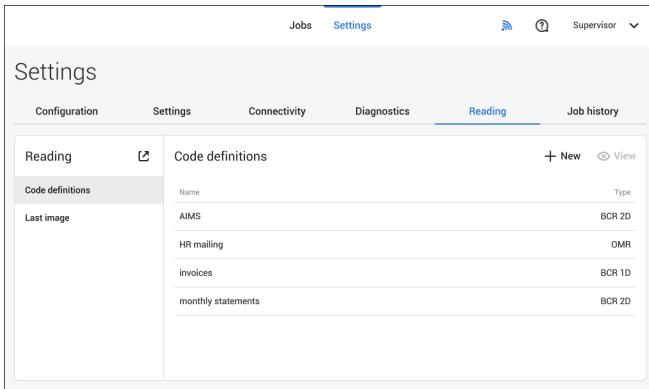 Jobs Settings Supervisor
Settings
Configuration Settings Connectivity Diagnostics Reading Job history
Reading
Code definitions
Last image
Code definitions
New View
Name Type
AIMS BCR 2D
HR mailing OMR
invoices BCR 1D
monthly statements BCR 2D